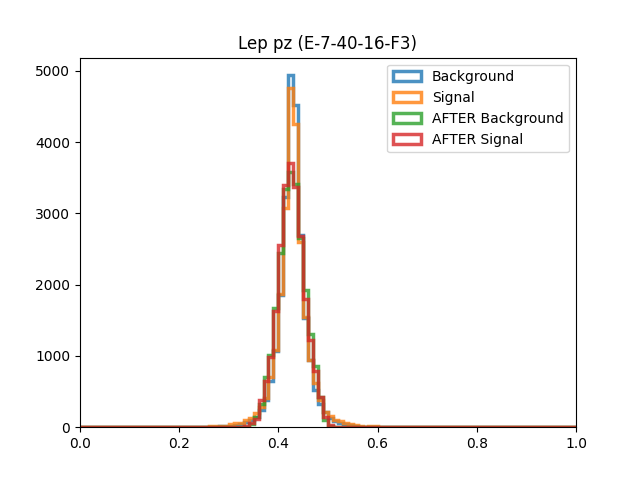 Lep pz (E-7-40-16-F3)
Background
Signal
AFTER Background
AFTER Signal
5000
4000
3000
2000
1000
0
0.0 0.2 0.4 0.6 0.8 1.0